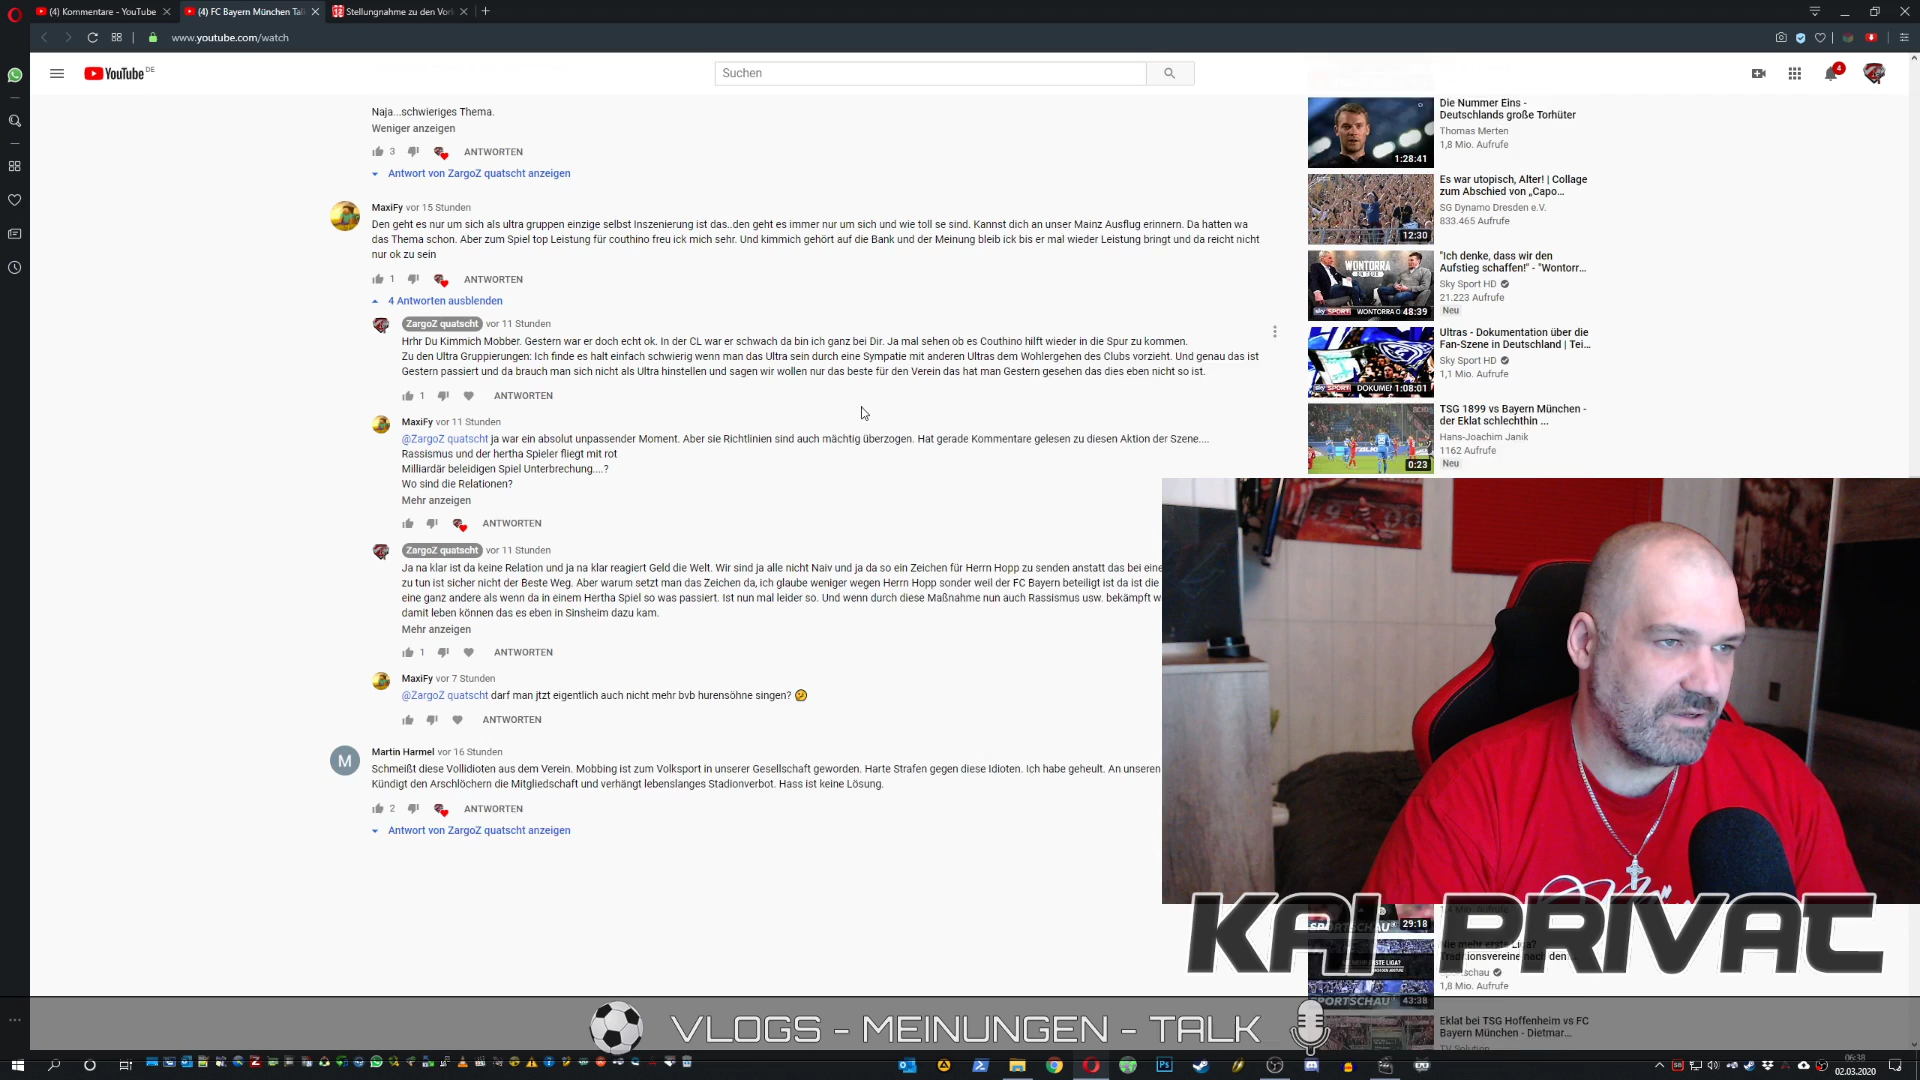 (4) Kommentare - YouTube
(4) FC Bayern München Tal
Stellungnahme zu den Vor
www.youtube.com/watch
YouTube DE
Suchen
4
Naja...schwieriges Thema.
Weniger anzeigen
3 ANTWORTEN
Antwort von ZargoZ quatscht anzeigen
MaxiFy vor 15 Stunden
Den geht es nur um sich als ultra gruppen einzige selbst Inszenierung ist das..den geht es immer nur um sich und wie toll se sind. Kannst dich an unser Mainz Ausflug erinnern. Da hatten wa
das Thema schon. Aber zum Spiel top Leistung für couthino freu ick mich sehr. Und kimmich gehört auf die Bank und der Meinung bleib ick bis er mal wieder Leistung bringt und da reicht nicht
nur ok zu sein
1 ANTWORTEN
4 Antworten ausblenden
ZargoZ quatscht vor 11 Stunden
Hrhr Du Kimmich Mobber. Gestern war er doch echt ok. In der CL war er schwach da bin ich ganz bei Dir. Ja mal sehen ob es Couthino hilft wieder in die Spur zu kommen.
Zu den Ultra Gruppierungen: Ich finde es halt einfach schwierig wenn man das Ultra sein durch eine Sympatie mit anderen Ultras dem Wohlergehen des Clubs vorzieht. Und genau das ist
Gestern passiert und da brauch man sich nicht als Ultra hinstellen und sagen wir wollen nur das beste für den Verein das hat man Gestern gesehen das dies eben nicht so ist.
1 ANTWORTEN
MaxiFy vor 11 Stunden
@ZargoZ quatscht ja war ein absolut unpassender Moment. Aber sie Richtlinien sind auch mächtig überzogen. Hat gerade Kommentare gelesen zu diesen Aktion der Szene....
Rassismus und der hertha Spieler fliegt mit rot
Milliardär beleidigen Spiel Unterbrechung....?
Wo sind die Relationen?
Mehr anzeigen
ANTWORTEN
ZargoZ quatscht vor 11 Stunden
Ja na klar ist da keine Relation und ja na klar reagiert Geld die Welt. Wir sind ja alle nicht Naiv und ja da so ein Zeichen für Herrn Hopp zu senden anstatt das bei eine
zu tun ist sicher nicht der Beste Weg. Aber warum setzt man das Zeichen da, ich glaube weniger wegen Herrn Hopp sonder weil der FC Bayern beteiligt ist da ist die
eine ganz andere als wenn da in einem Hertha Spiel so was passiert. Ist nun mal leider so. Und wenn durch diese Maßnahme nun auch Rassismus usw. bekämpft w
damit leben können das es eben in Sinsheim dazu kam.
Mehr anzeigen
1 ANTWORTEN
MaxiFy vor 7 Stunden
@ZargoZ quatscht darf man jtzt eigentlich auch nicht mehr bvb hurensöhne singen?
ANTWORTEN
M
Martin Harmel vor 16 Stunden
Schmeißt diese Vollidioten aus dem Verein. Mobbing ist zum Volksport in unserer Gesellschaft geworden. Harte Strafen gegen diese Idioten. Ich habe geheult. An unseren
Kündigt den Arschlöchern die Mitgliedschaft und verhängt lebenslanges Stadionverbot. Hass ist keine Lösung.
2 ANTWORTEN
Antwort von ZargoZ quatscht anzeigen
1:28:41
Die Nummer Eins -
Deutschlands große Torhüter
Thomas Merten
1,8 Mio. Aufrufe
12:30
Es war utopisch, Alter! | Collage
zum Abschied von „Capo...
SG Dynamo Dresden e.V.
833.465 Aufrufe
WONTORRA
sky SPORT WONTORRA O 48:39
"Ich denke, dass wir den
Aufstieg schaffen!" - "Wontorr...
Sky Sport HD
21.223 Aufrufe
Neu
sky SPORT DOKUMEN 1:08:01
Ultras - Dokumentation über die
Fan-Szene in Deutschland | Tei...
Sky Sport HD
1,1 Mio. Aufrufe
0:23
TSG 1899 vs Bayern München -
der Eklat schlechthin ...
Hans-Joachim Janik
1162 Aufrufe
Neu
29:18
KAI PRIVAT
SPORTSCHAU 43:38
1,8 Mio. Aufrufe
Eklat bei TSG Hoffenheim vs FC
Bayern München - Dietmar...
VLOGS - MEINUNGEN - TALK
06:38
02.03.2020